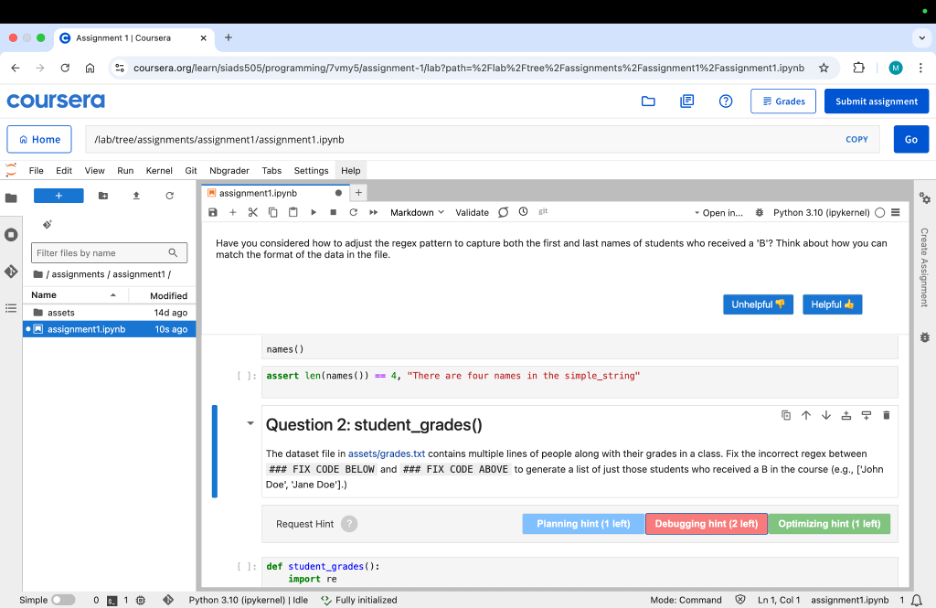 Assignment 1 | Coursera
coursera.org/learn/siads505/programming/7vmy5/assignment-1/lab?path=%2Flab%2Ftree%2Fassignments%2Fassignment1%2Fassignment1.ipynb
M
coursera
Grades
Submit assignment
Home
/lab/tree/assignments/assignment1/assignment1.ipynb
COPY
Go
File Edit View Run Kernel Git Nbgrader Tabs Settings Help
assignment1.ipynb
Markdown
Validate
git
Open in...
Python 3.10 (ipykernel)
Filter files by name
/ assignments / assignment1 /
Name Modified
assets 14d ago
assignment1.ipynb 10s ago
Have you considered how to adjust the regex pattern to capture both the first and last names of students who received a 'B'? Think about how you can
match the format of the data in the file.
Unhelpful 👎
Helpful 👍
names()
[ ]: assert len(names()) == 4, "There are four names in the simple_string"
Question 2: student_grades()
The dataset file in assets/grades.txt contains multiple lines of people along with their grades in a class. Fix the incorrect regex between
### FIX CODE BELOW and ### FIX CODE ABOVE to generate a list of just those students who received a B in the course (e.g., ['John
Doe', 'Jane Doe'].)
Request Hint ?
Planning hint (1 left)
Debugging hint (2 left)
Optimizing hint (1 left)
[ ]: def student_grades():
import re
Create Assignment
Simple 0 1 Python 3.10 (ipykernel) | Idle Fully initialized Mode: Command Ln 1, Col 1 assignment1.ipynb 1